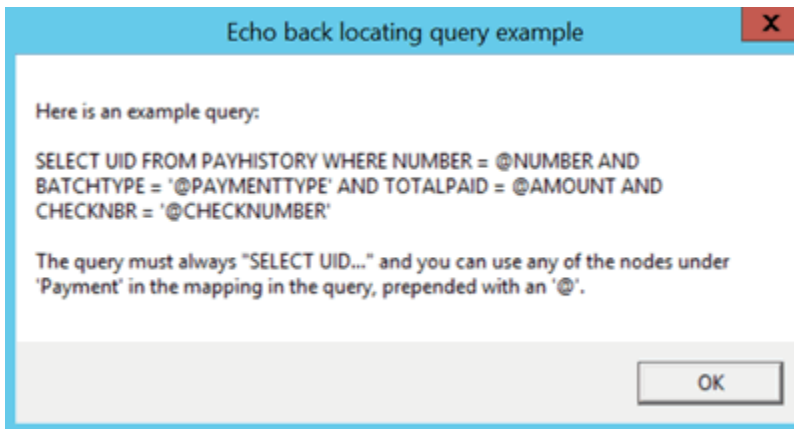 Echo back locating query example
X
Here is an example query:
SELECT UID FROM PAYHISTORY WHERE NUMBER = @NUMBER AND
BATCHTYPE = '@PAYMENTTYPE' AND TOTALPAID = @AMOUNT AND
CHECKNBR = '@CHECKNUMBER'
The query must always "SELECT UID..." and you can use any of the nodes under
'Payment' in the mapping in the query, prepended with an '@'.
OK